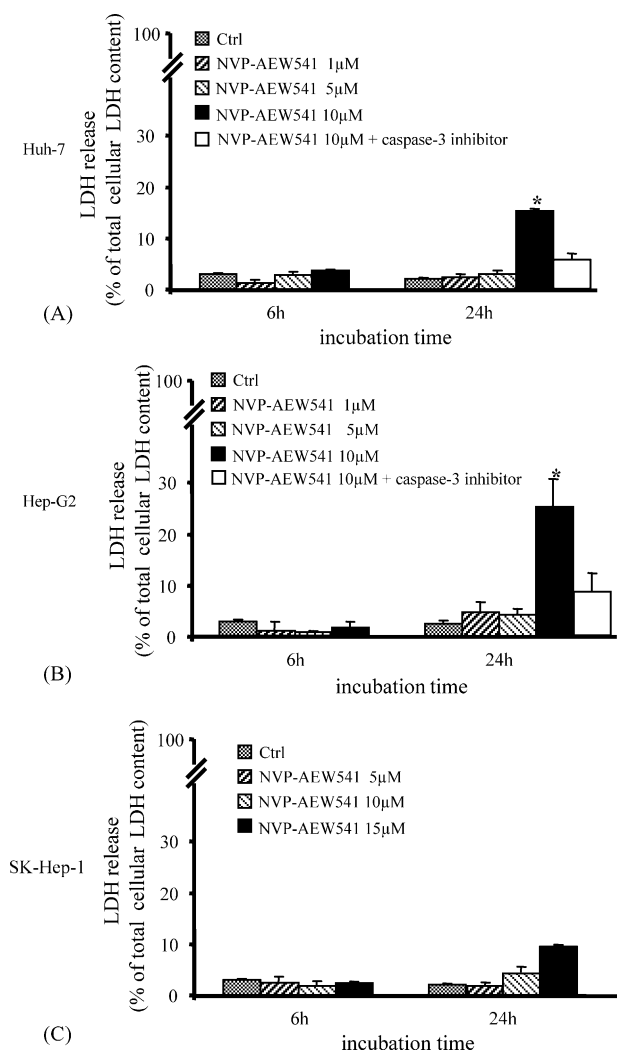 100
Ctrl
NVP-AEW541 1µM
NVP-AEW541 5µM
NVP-AEW541 10µM
NVP-AEW541 10µM + caspase-3 inhibitor
Huh-7
LDH release
(% of total cellular LDH content)
30
20
10
0
*
6h
24h
incubation time
(A)
100
Ctrl
NVP-AEW541 1µM
NVP-AEW541 5µM
NVP-AEW541 10µM
NVP-AEW541 10µM + caspase-3 inhibitor
Hep-G2
LDH release
(% of total cellular LDH content)
30
20
10
0
*
6h
24h
incubation time
(B)
100
Ctrl
NVP-AEW541 5µM
NVP-AEW541 10µM
NVP-AEW541 15µM
SK-Hep-1
LDH release
(% of total cellular LDH content)
30
20
10
0
6h
24h
incubation time
(C)